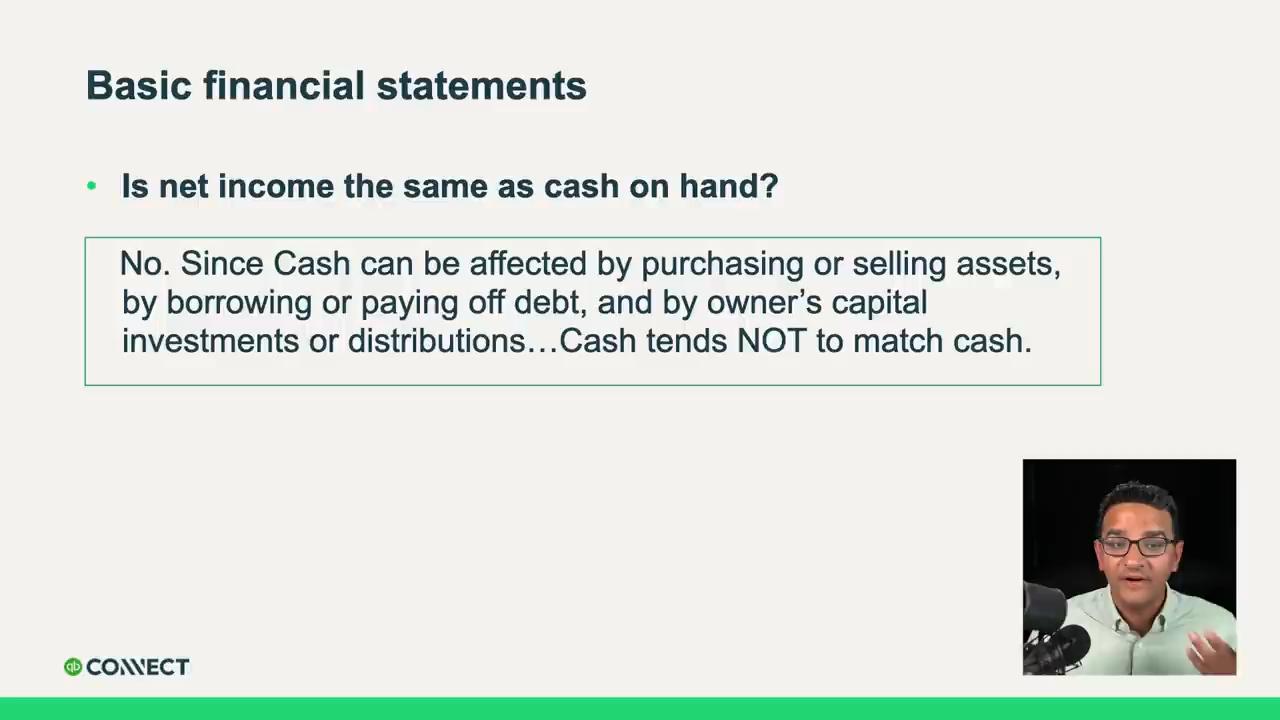 Basic financial statements
• Is net income the same as cash on hand?
No. Since Cash can be affected by purchasing or selling assets,
by borrowing or paying off debt, and by owner’s capital
investments or distributions…Cash tends NOT to match cash.
qb CONNECT